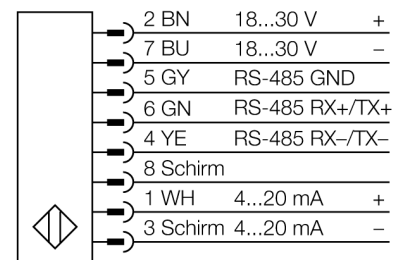 2 BN 18...30 V +
7 BU 18...30 V –
5 GY RS-485 GND
6 GN RS-485 RX+/TX+
4 YE RS-485 RX–/TX–
8 Schirm
1 WH 4...20 mA +
3 Schirm 4...20 mA –